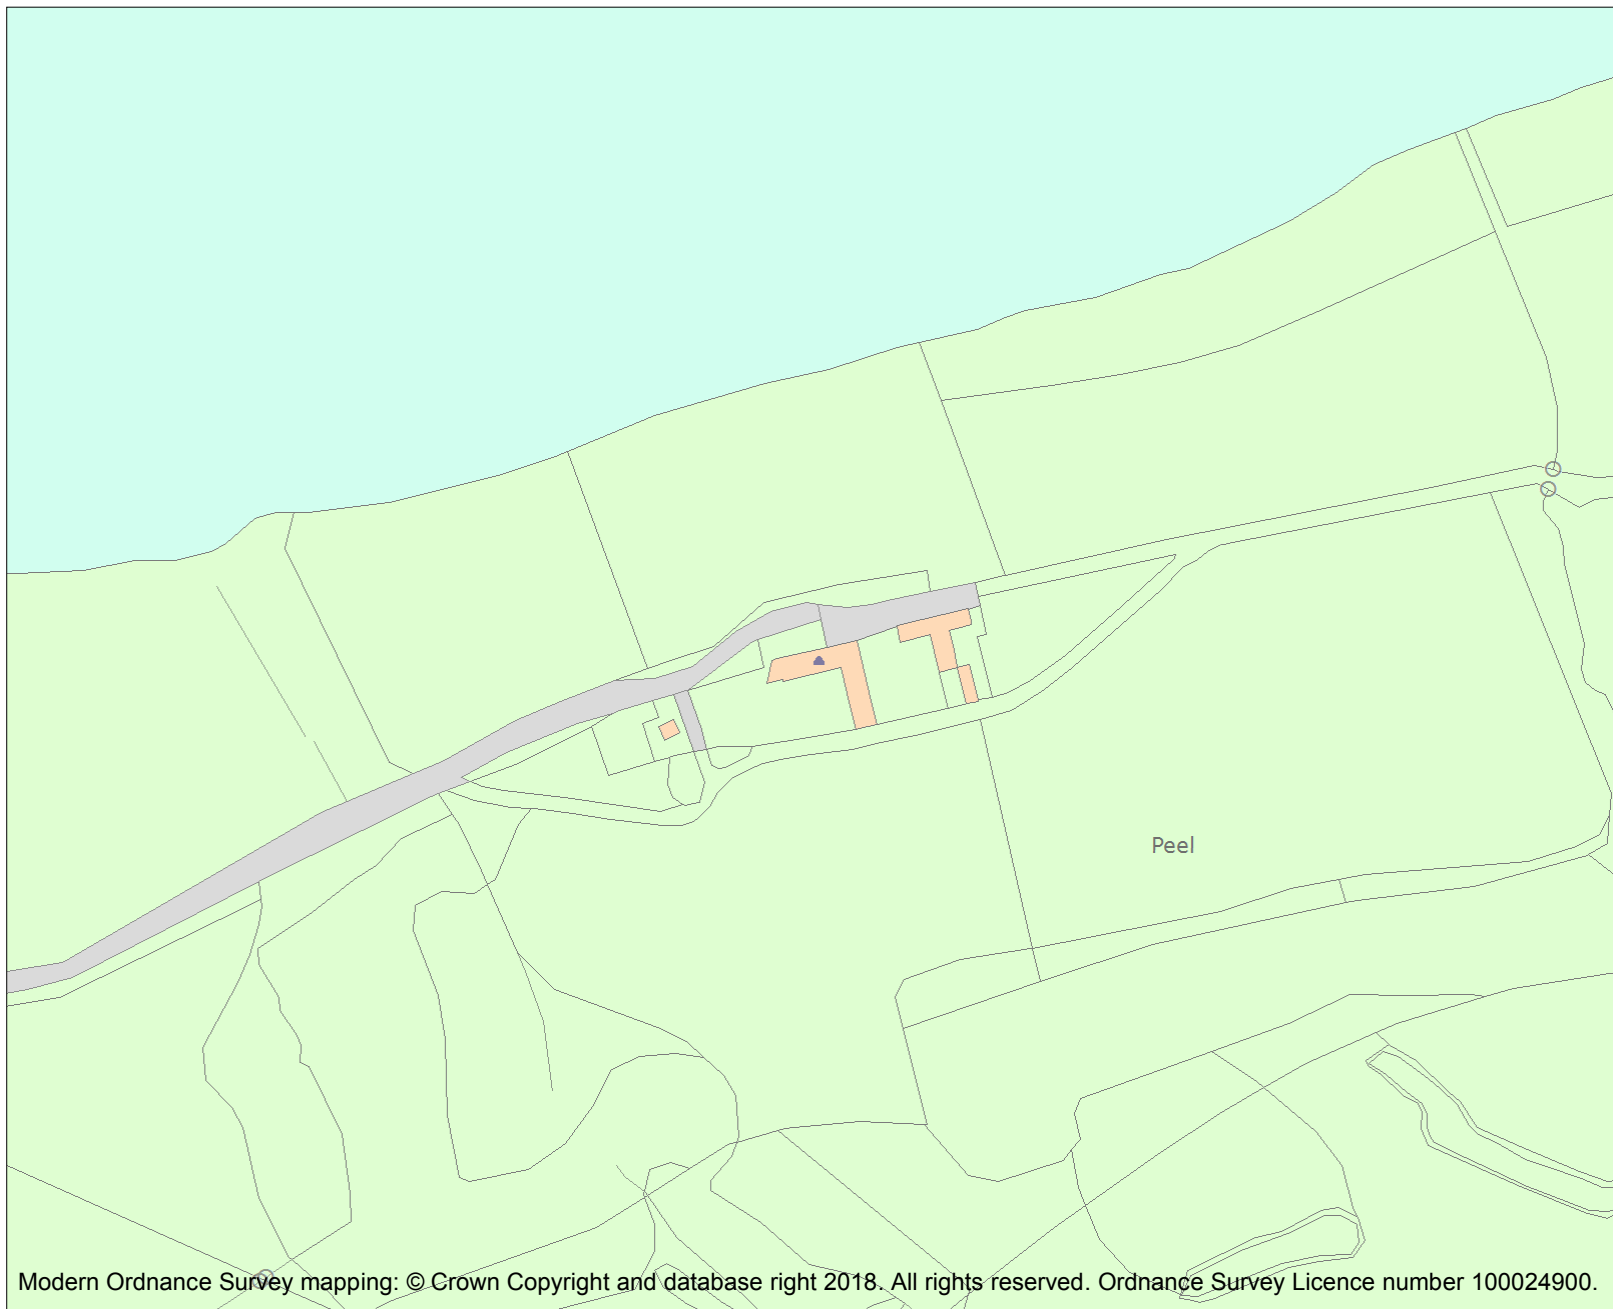 Peel
Modern Ordnance Survey mapping: © Crown Copyright and database right 2018. All rights reserved. Ordnance Survey Licence number 100024900.